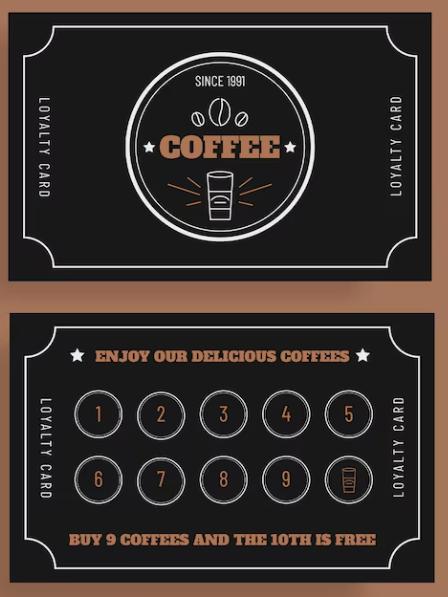 SINCE 1991
COFFEE
LOYALTY CARD
LOYALTY CARD
ENJOY OUR DELICIOUS COFFEES
1 2 3 4 5
6 7 8 9
LOYALTY CARD
LOYALTY CARD
BUY 9 COFFEES AND THE 10TH IS FREE